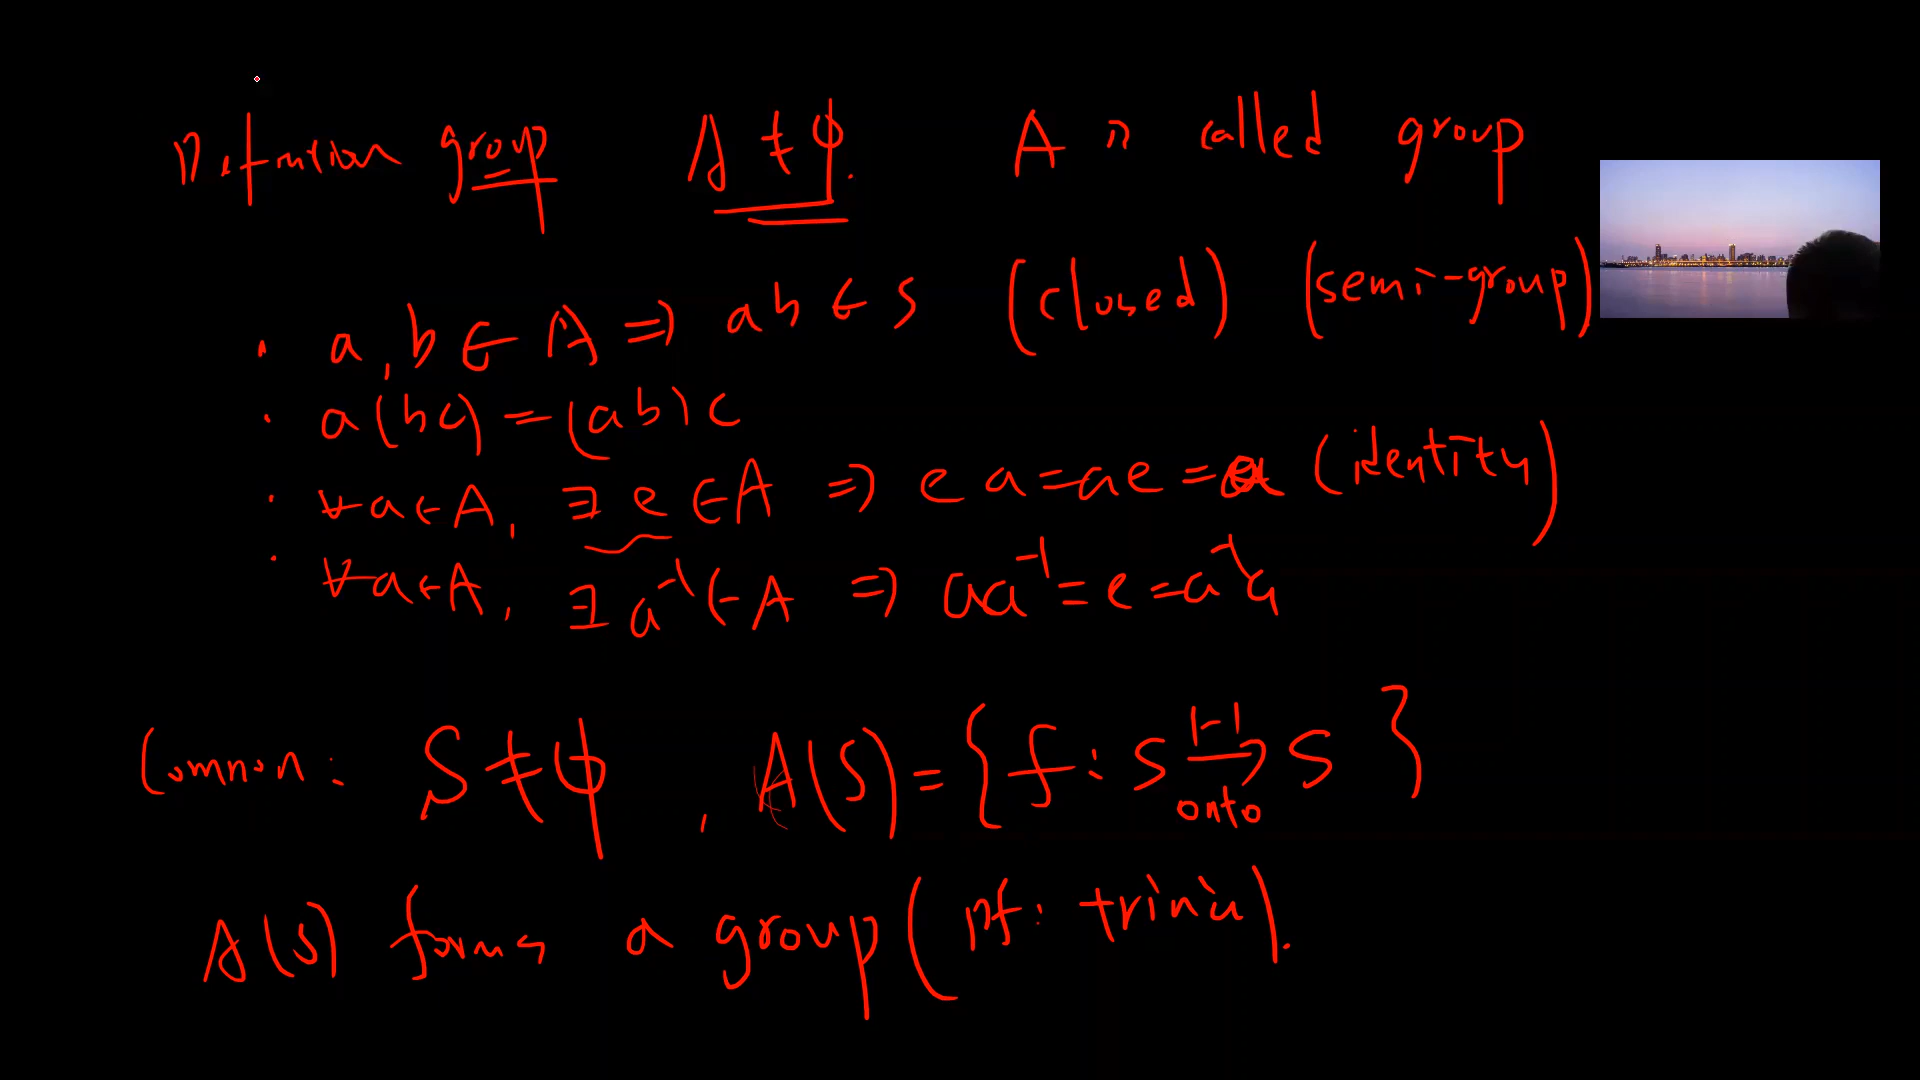 Definition group A ≠ ϕ. A is called group
· a, b ∈ A ⇒ ab ∈ S (closed) (semi-group)
· a(bc) = (ab)c
· ∀a∈A, ∃ e ∈ A ⇒ ea = ae = a (identity)
· ∀a∈A, ∃ a⁻¹ ∈ A ⇒ aa⁻¹ = e = a⁻¹a
Common: S ≠ ϕ, A(S) = { f: S 1-1→ onto S }
A(S) forms a group (pf: trivial).